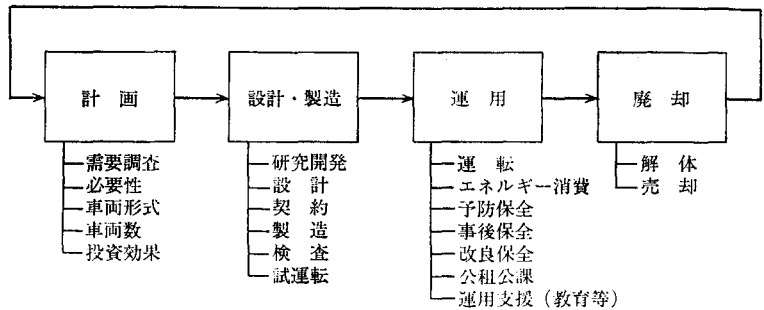 計画
設計・製造
運用
廃却
需要調査
必要性
車両形式
車両数
投資効果
研究開発
設計
契約
製造
検査
試運転
運転
エネルギー消費
予防保全
事後保全
改良保全
公租公課
運用支援（教育等）
解体
売却